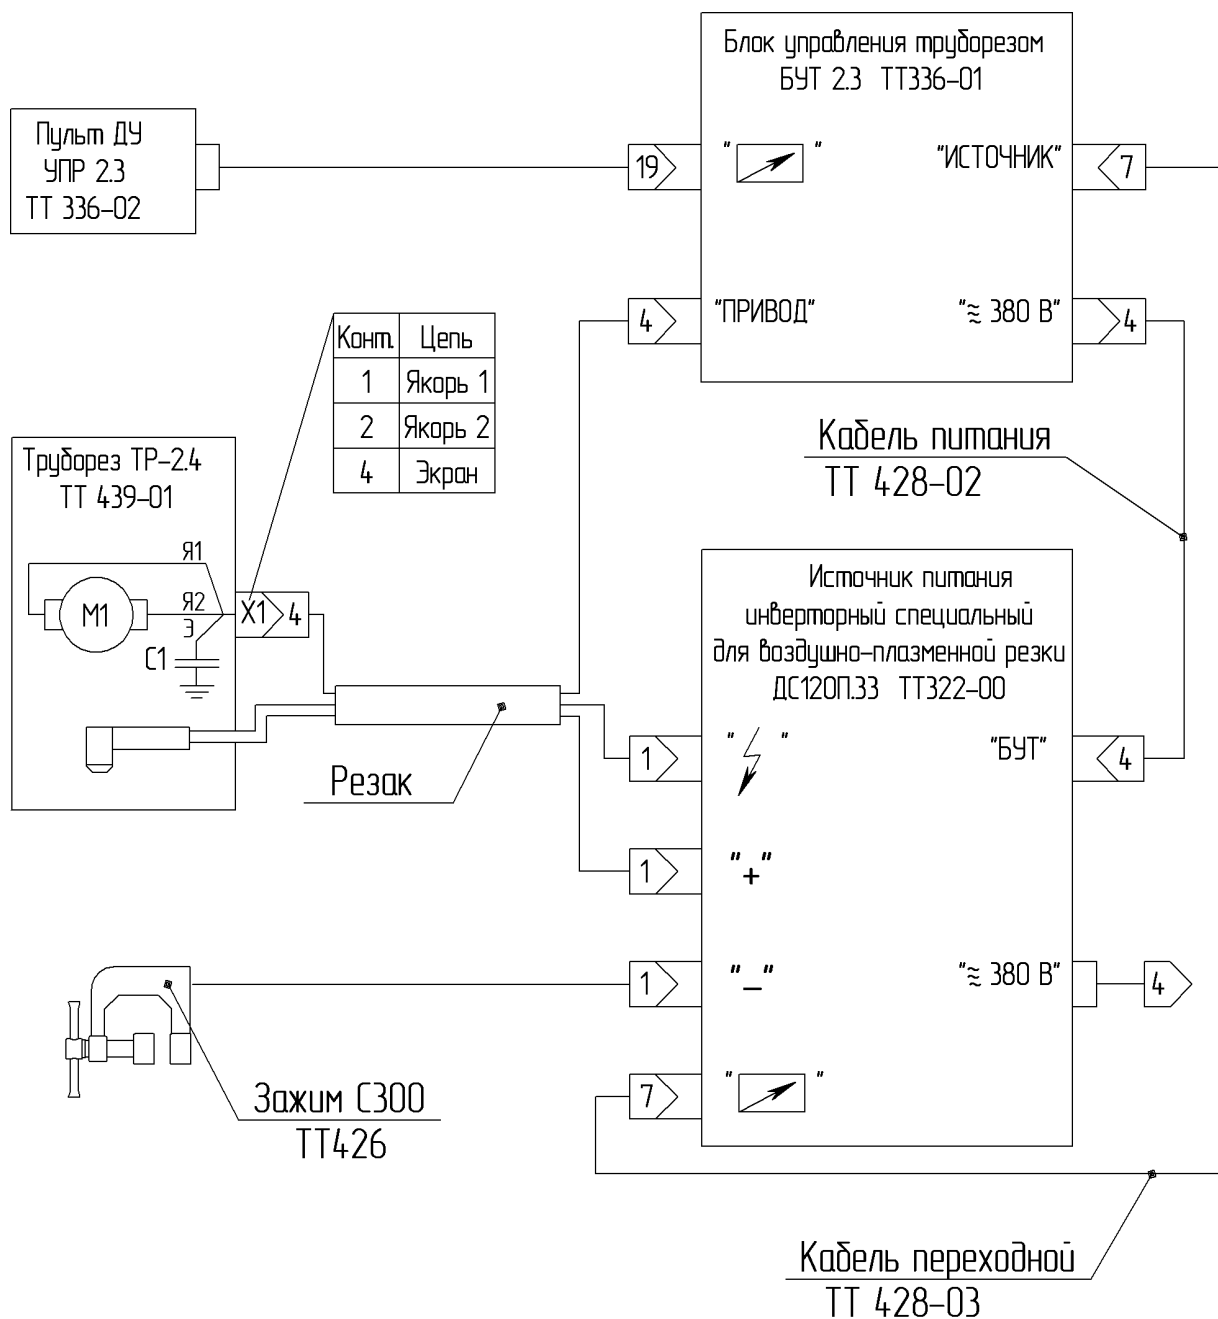 Блок управления труборезом
БУТ 2.3 ТТ336-01
Пульт ДУ
УПР 2.3
ТТ 336-02
19
" "
"ИСТОЧНИК"
7
4
"ПРИВОД"
"≈ 380 В"
4
Конт. Цепь
1 Якорь 1
2 Якорь 2
4 Экран
Кабель питания
ТТ 428-02
Труборез ТР-2.4
ТТ 439-01
Я1
Я2
Э
М1
С1
Х1
4
Резак
Источник питания
инверторный специальный
для воздушно-плазменной резки
ДС120П.33 ТТ322-00
1
" "
"БУТ"
4
1
"+"
1
"–"
"≈ 380 В"
4
7
" "
Зажим С300
ТТ426
Кабель переходной
ТТ 428-03